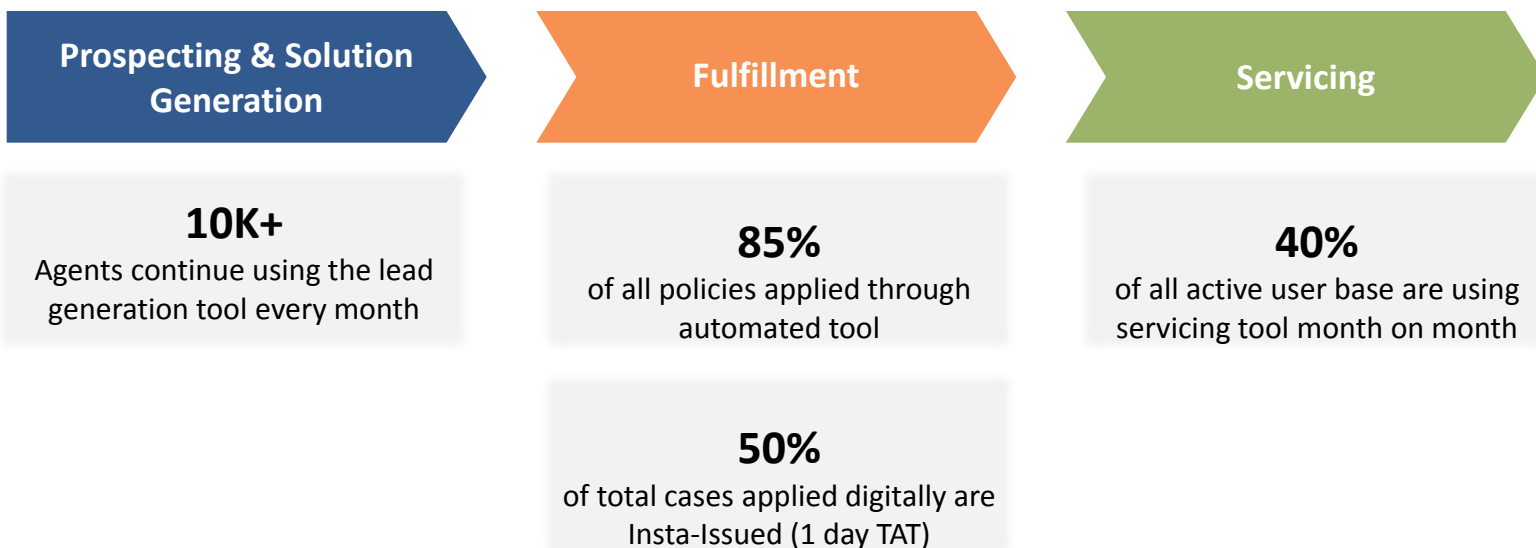 Prospecting & Solution
Generation
Fulfillment
Servicing
10K+
Agents continue using the lead
generation tool every month
85%
of all policies applied through
automated tool
40%
of all active user base are using
servicing tool month on month
50%
of total cases applied digitally are
Insta-Issued (1 day TAT)